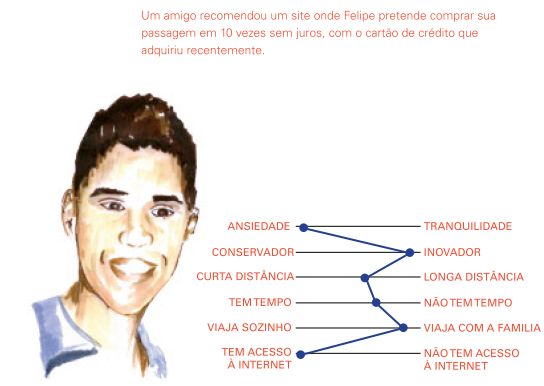 Um amigo recomendou um site onde Felipe pretende comprar sua
passagem em 10 vezes sem juros, com o cartão de crédito que
adquiriu recentemente.
ANSIEDADE TRANQUILIDADE
CONSERVADOR INOVADOR
CURTA DISTÂNCIA LONGA DISTÂNCIA
TEM TEMPO NÃO TEM TEMPO
VIAJA SOZINHO VIAJA COM A FAMILIA
TEM ACESSO NÃO TEM ACESSO
À INTERNET À INTERNET